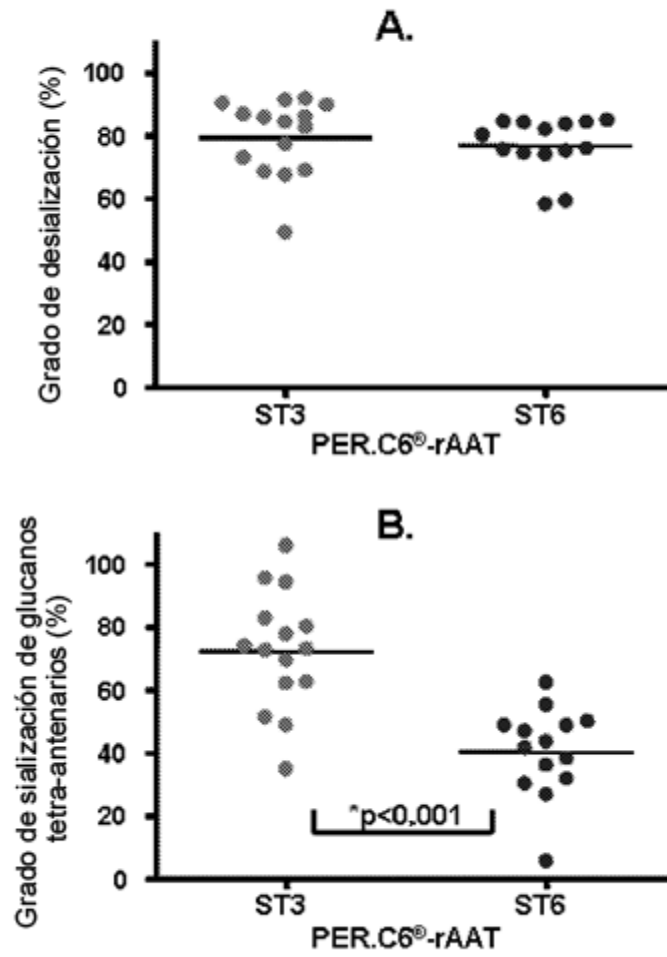 A.
Grado de desialización (%)
100
80
60
40
20
0
ST3 ST6
PER.C6®-rAAT
B.
Grado de sialización de glucanos
tetra-antenarios (%)
100
80
60
40
20
0
*p<0,001
ST3 ST6
PER.C6®-rAAT